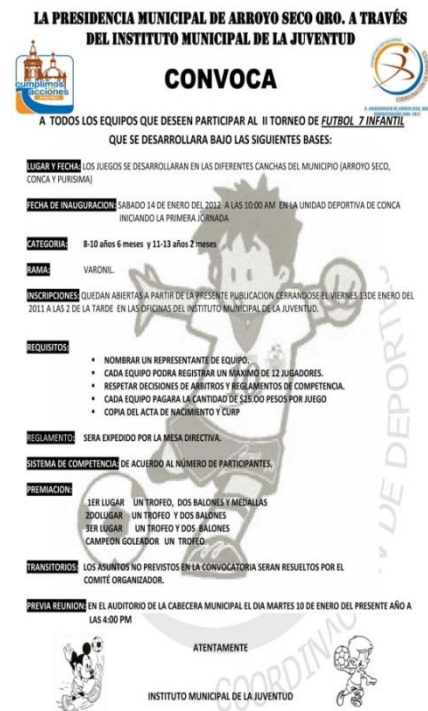 LA PRESIDENCIA MUNICIPAL DE ARROYO SECO QRO. A TRAVÉS
DEL INSTITUTO MUNICIPAL DE LA JUVENTUD
cumplimos
acciones
CONVOCA
A TODOS LOS EQUIPOS QUE DESEEN PARTICIPAR AL II TORNEO DE FUTBOL 7 INFANTIL
QUE SE DESARROLLARA BAJO LAS SIGUIENTES BASES:
LUGAR Y FECHA: LOS JUEGOS SE DESARROLLARAN EN LAS DIFERENTES CANCHAS DEL MUNICIPIO (ARROYO SECO,
CONCA Y PURISIMA)
FECHA DE INAUGURACION: SABADO 14 DE ENERO DEL 2012 A LAS 10:00 AM EN LA UNIDAD DEPORTIVA DE CONCA
INICIANDO LA PRIMERA JORNADA
CATEGORIA: 8-10 años 6 meses y 11-13 años 2 meses
RAMA: VARONIL.
INSCRIPCIONES: QUEDAN ABIERTAS A PARTIR DE LA PRESENTE PUBLICACION CERRANDOSE EL VIERNES 13DE ENERO DEL
2011 A LAS 2 DE LA TARDE EN LAS OFICINAS DEL INSTITUTO MUNICIPAL DE LA JUVENTUD.
REQUISITOS:
• NOMBRAR UN REPRESENTANTE DE EQUIPO.
• CADA EQUIPO PODRA REGISTRAR UN MAXIMO DE 12 JUGADORES.
• RESPETAR DECISIONES DE ARBITROS Y REGLAMENTOS DE COMPETENCIA.
• CADA EQUIPO PAGARA LA CANTIDAD DE $25.OO PESOS POR JUEGO
• COPIA DEL ACTA DE NACIMIENTO Y CURP
REGLAMENTO: SERA EXPEDIDO POR LA MESA DIRECTIVA.
SISTEMA DE COMPETENCIA: DE ACUERDO AL NÚMERO DE PARTICIPANTES.
PREMIACION:
1ER LUGAR UN TROFEO, DOS BALONES Y MEDALLAS
2DOLUGAR UN TROFEO Y DOS BALONES
3ER LUGAR UN TROFEO Y DOS BALONES
CAMPEON GOLEADOR UN TROFEO
TRANSITORIOS: LOS ASUNTOS NO PREVISTOS EN LA CONVOCATORIA SERAN RESUELTOS POR EL
COMITÉ ORGANIZADOR.
PREVIA REUNION: EN EL AUDITORIO DE LA CABECERA MUNICIPAL EL DIA MARTES 10 DE ENERO DEL PRESENTE AÑO A
LAS 4:00 PM
ATENTAMENTE
INSTITUTO MUNICIPAL DE LA JUVENTUD